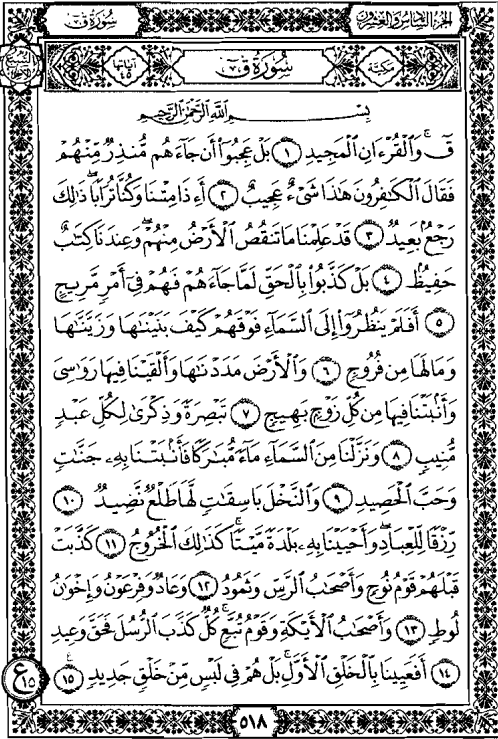 الجزء السادس والعشرون
سُورَة قٓ
مَكِّيَّة
سُورَةُ قٓ
آياتها ٤٥
بِسْمِ ٱللَّهِ ٱلرَّحْمَٰنِ ٱلرَّحِيمِ
قٓ ۚ وَٱلْقُرْءَانِ ٱلْمَجِيدِ ١ بَلْ عَجِبُوٓا۟ أَن جَآءَهُم مُّنذِرٌ مِّنْهُمْ
فَقَالَ ٱلْكَٰفِرُونَ هَٰذَا شَىْءٌ عَجِيبٌ ٢ أَءِذَا مِتْنَا وَكُنَّا تُرَابًا ۖ ذَٰلِكَ
رَجْعٌۢ بَعِيدٌ ٣ قَدْ عَلِمْنَا مَا تَنقُصُ ٱلْأَرْضُ مِنْهُمْ ۖ وَعِندَنَا كِتَٰبٌ
حَفِيظٌۢ ٤ بَلْ كَذَّبُوا۟ بِٱلْحَقِّ لَمَّا جَآءَهُمْ فَهُمْ فِىٓ أَمْرٍ مَّرِيجٍ
٥ أَفَلَمْ يَنظُرُوٓا۟ إِلَى ٱلسَّمَآءِ فَوْقَهُمْ كَيْفَ بَنَيْنَٰهَا وَزَيَّنَّٰهَا
وَمَا لَهَا مِن فُرُوجٍ ٦ وَٱلْأَرْضَ مَدَدْنَٰهَا وَأَلْقَيْنَا فِيهَا رَوَٰسِىَ
وَأَنۢبَتْنَا فِيهَا مِن كُلِّ زَوْجٍۭ بَهِيجٍ ٧ تَبْصِرَةً وَذِكْرَىٰ لِكُلِّ عَبْدٍ
مُّنِيبٍ ٨ وَنَزَّلْنَا مِنَ ٱلسَّمَآءِ مَآءً مُّبَٰرَكًا فَأَنۢبَتْنَا بِهِۦ جَنَّٰتٍ
وَحَبَّ ٱلْحَصِيدِ ٩ وَٱلنَّخْلَ بَاسِقَٰتٍ لَّهَا طَلْعٌ نَّضِيدٌ ١٠
رِّزْقًا لِّلْعِبَادِ ۖ وَأَحْيَيْنَا بِهِۦ بَلْدَةً مَّيْتًا ۚ كَذَٰلِكَ ٱلْخُرُوجُ ١١ كَذَّبَتْ
قَبْلَهُمْ قَوْمُ نُوحٍ وَأَصْحَٰبُ ٱلرَّسِّ وَثَمُودُ ١٢ وَعَادٌ وَفِرْعَوْنُ وَإِخْوَٰنُ
لُوطٍ ١٣ وَأَصْحَٰبُ ٱلْأَيْكَةِ وَقَوْمُ تُبَّعٍ ۚ كُلٌّ كَذَّبَ ٱلرُّسُلَ فَحَقَّ وَعِيدِ
١٤ أَفَعَيِينَا بِٱلْخَلْقِ ٱلْأَوَّلِ ۚ بَلْ هُمْ فِى لَبْسٍ مِّنْ خَلْقٍ جَدِيدٍ ١٥
ع ١٥
٥١٨